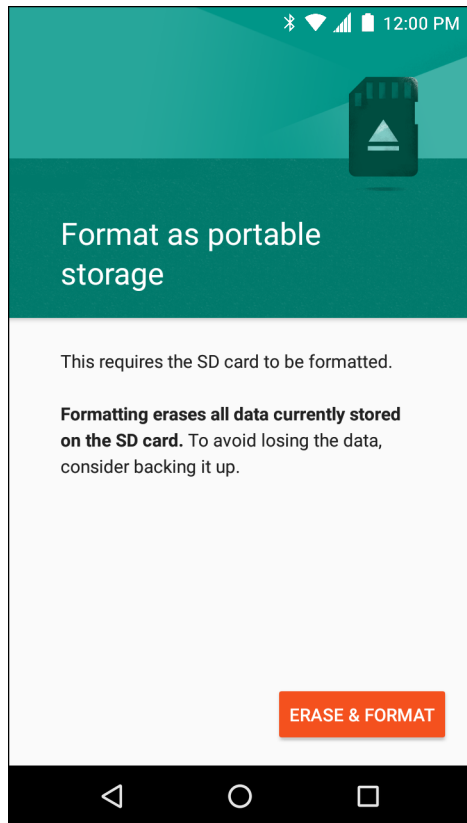 12:00 PM
Format as portable
storage
This requires the SD card to be formatted.
Formatting erases all data currently stored
on the SD card. To avoid losing the data,
consider backing it up.
ERASE & FORMAT